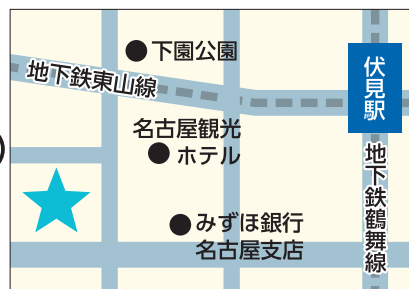 下園公園
地下鉄東山線
伏見駅
名古屋観光
ホテル
地下鉄鶴舞線
みずほ銀行
名古屋支店